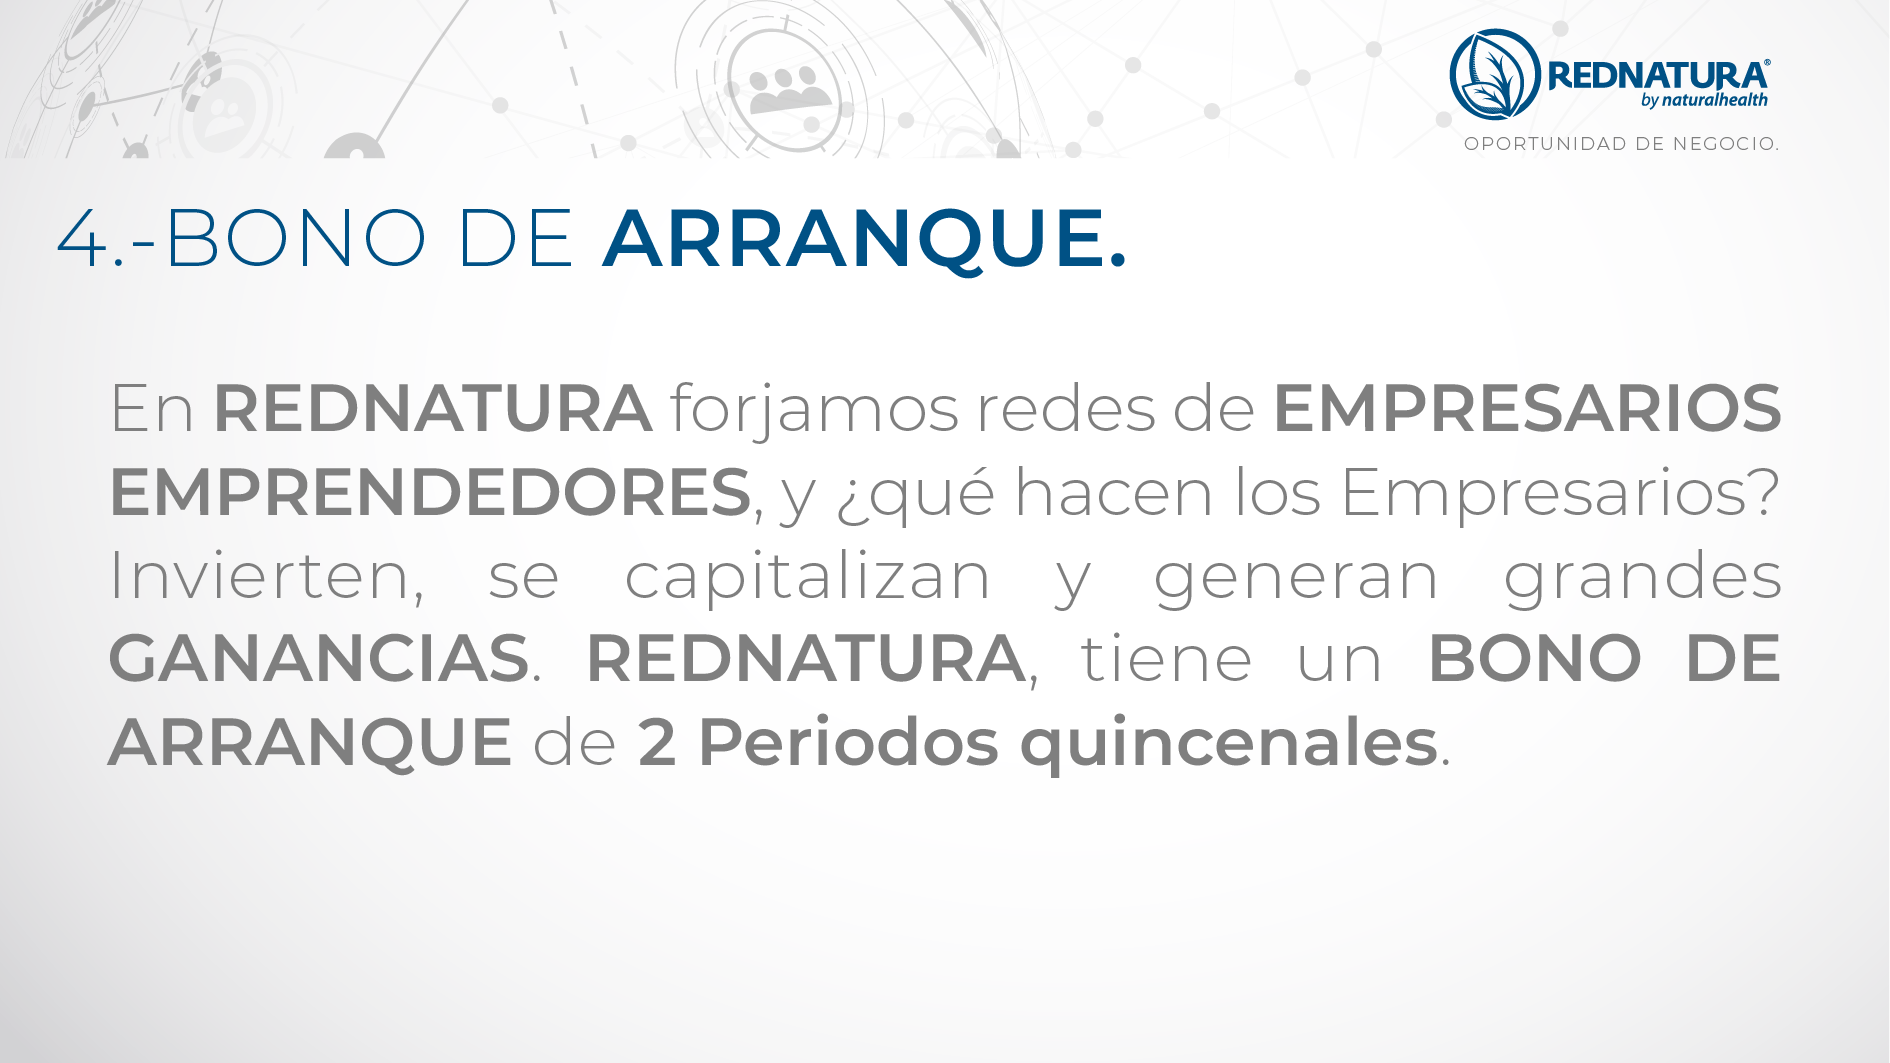 REDNATURA®
by naturalhealth
OPORTUNIDAD DE NEGOCIO.
4.-BONO DE ARRANQUE.
En REDNATURA forjamos redes de EMPRESARIOS
EMPRENDEDORES, y ¿qué hacen los Empresarios?
Invierten, se capitalizan y generan grandes
GANANCIAS. REDNATURA, tiene un BONO DE
ARRANQUE de 2 Periodos quincenales.